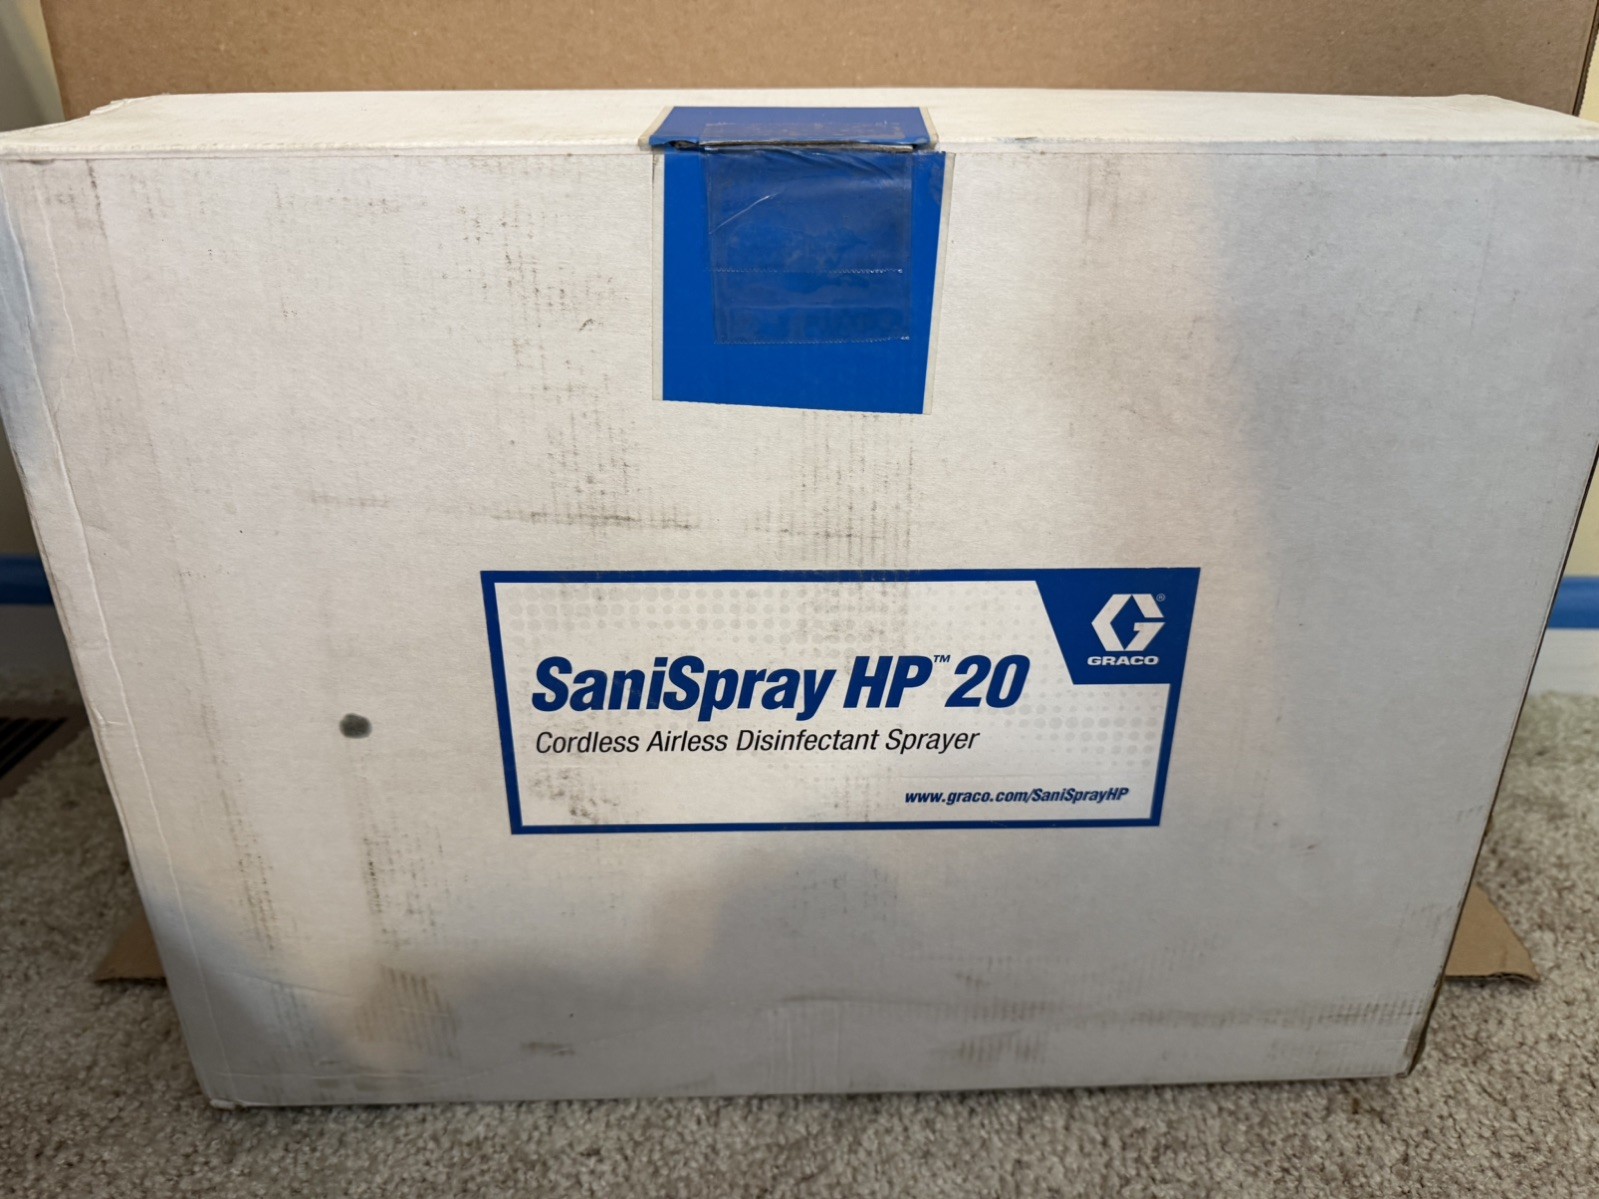 GRACO®
SaniSpray HP™ 20
Cordless Airless Disinfectant Sprayer
www.graco.com/SaniSprayHP